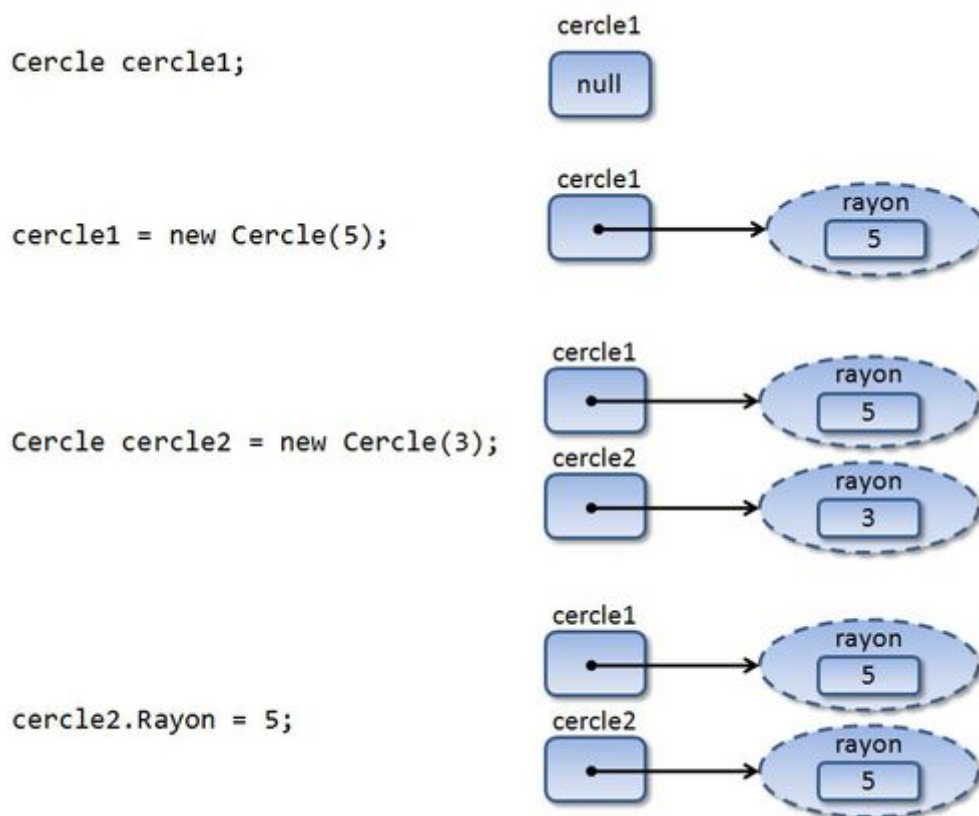 cercle1
Cercle cercle1;
null
cercle1
rayon
cercle1 = new Cercle(5);
5
cercle1
rayon
5
Cercle cercle2 = new Cercle(3);
cercle2
rayon
3
cercle1
rayon
5
cercle2.Rayon = 5;
cercle2
rayon
5